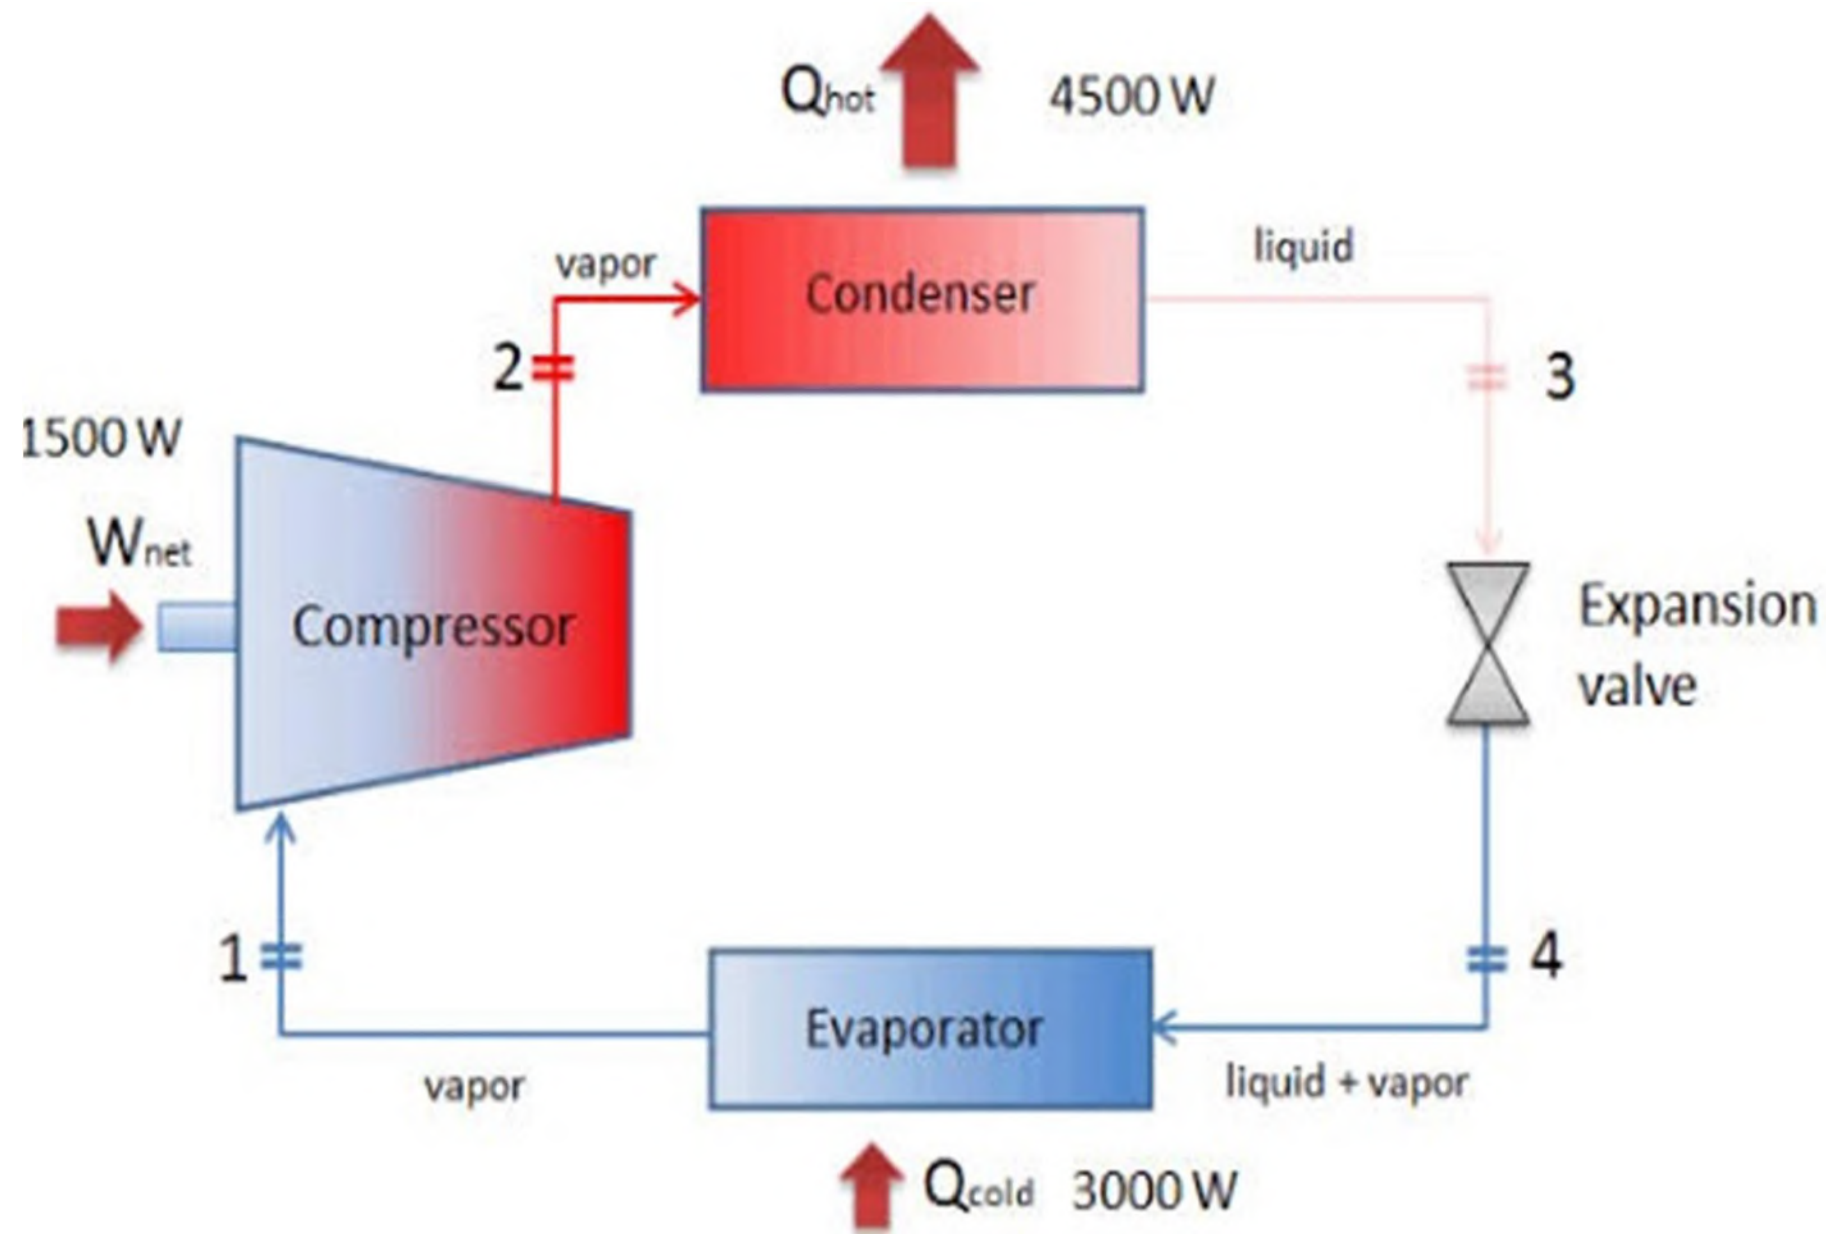 Qhot 4500 W
vapor
liquid
Condenser
2
3
1500 W
Wnet
Compressor
Expansion
valve
1
4
Evaporator
vapor
liquid + vapor
Qcold 3000 W